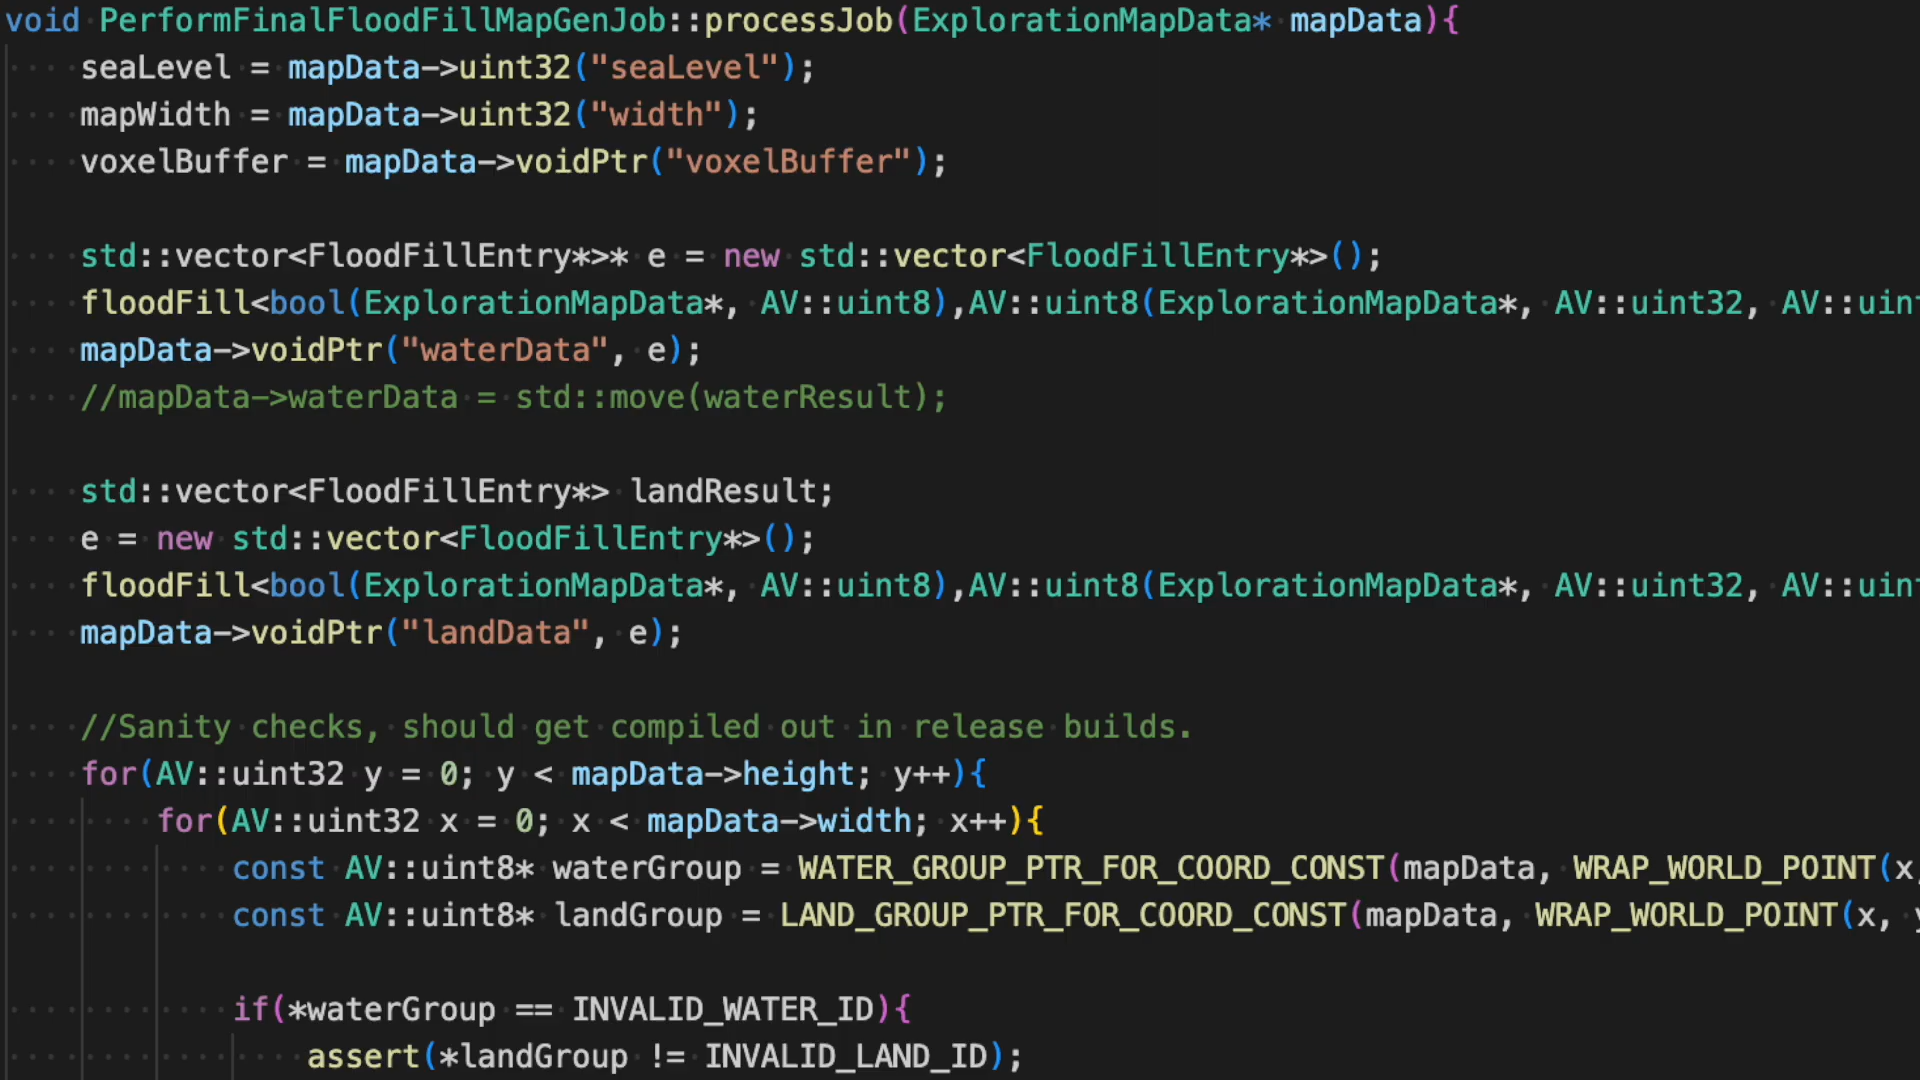 void PerformFinalFloodFillMapGenJob::processJob(ExplorationMapData* mapData){
seaLevel = mapData->uint32("seaLevel");
mapWidth = mapData->uint32("width");
voxelBuffer = mapData->voidPtr("voxelBuffer");
std::vector<FloodFillEntry*>* e = new std::vector<FloodFillEntry*>();
floodFill<bool(ExplorationMapData*, AV::uint8),AV::uint8(ExplorationMapData*, AV::uint32, AV::uint
mapData->voidPtr("waterData", e);
//mapData->waterData = std::move(waterResult);
std::vector<FloodFillEntry*> landResult;
e = new std::vector<FloodFillEntry*>();
floodFill<bool(ExplorationMapData*, AV::uint8),AV::uint8(ExplorationMapData*, AV::uint32, AV::uint
mapData->voidPtr("landData", e);
//Sanity checks, should get compiled out in release builds.
for(AV::uint32 y = 0; y < mapData->height; y++){
for(AV::uint32 x = 0; x < mapData->width; x++){
const AV::uint8* waterGroup = WATER_GROUP_PTR_FOR_COORD_CONST(mapData, WRAP_WORLD_POINT(x,
const AV::uint8* landGroup = LAND_GROUP_PTR_FOR_COORD_CONST(mapData, WRAP_WORLD_POINT(x, y
if(*waterGroup == INVALID_WATER_ID){
assert(*landGroup != INVALID_LAND_ID);